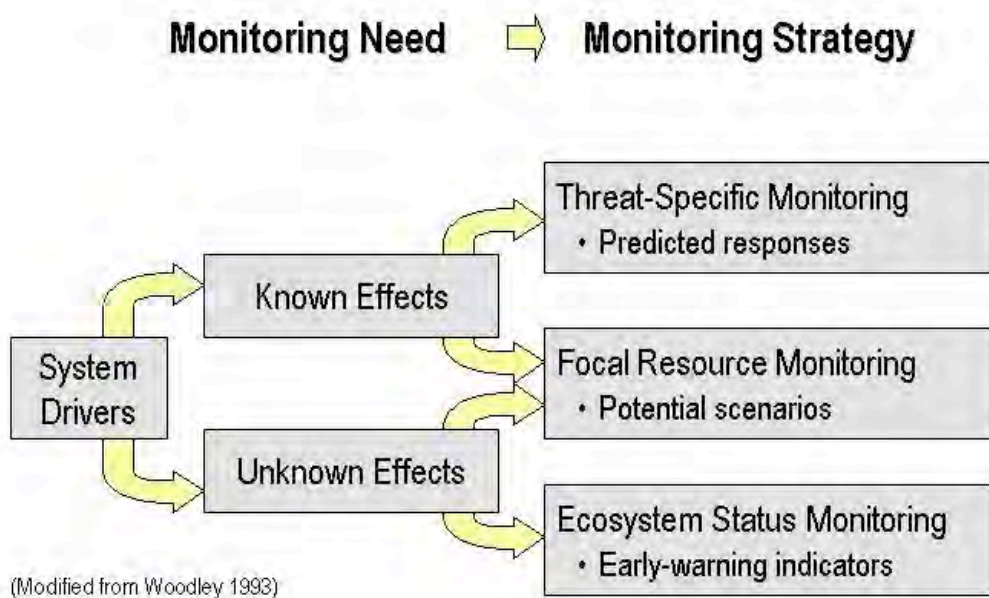 Monitoring Need
Monitoring Strategy
System
Drivers
Known Effects
Unknown Effects
Threat-Specific Monitoring
• Predicted responses
Focal Resource Monitoring
• Potential scenarios
Ecosystem Status Monitoring
• Early-warning indicators
(Modified from Woodley 1993)